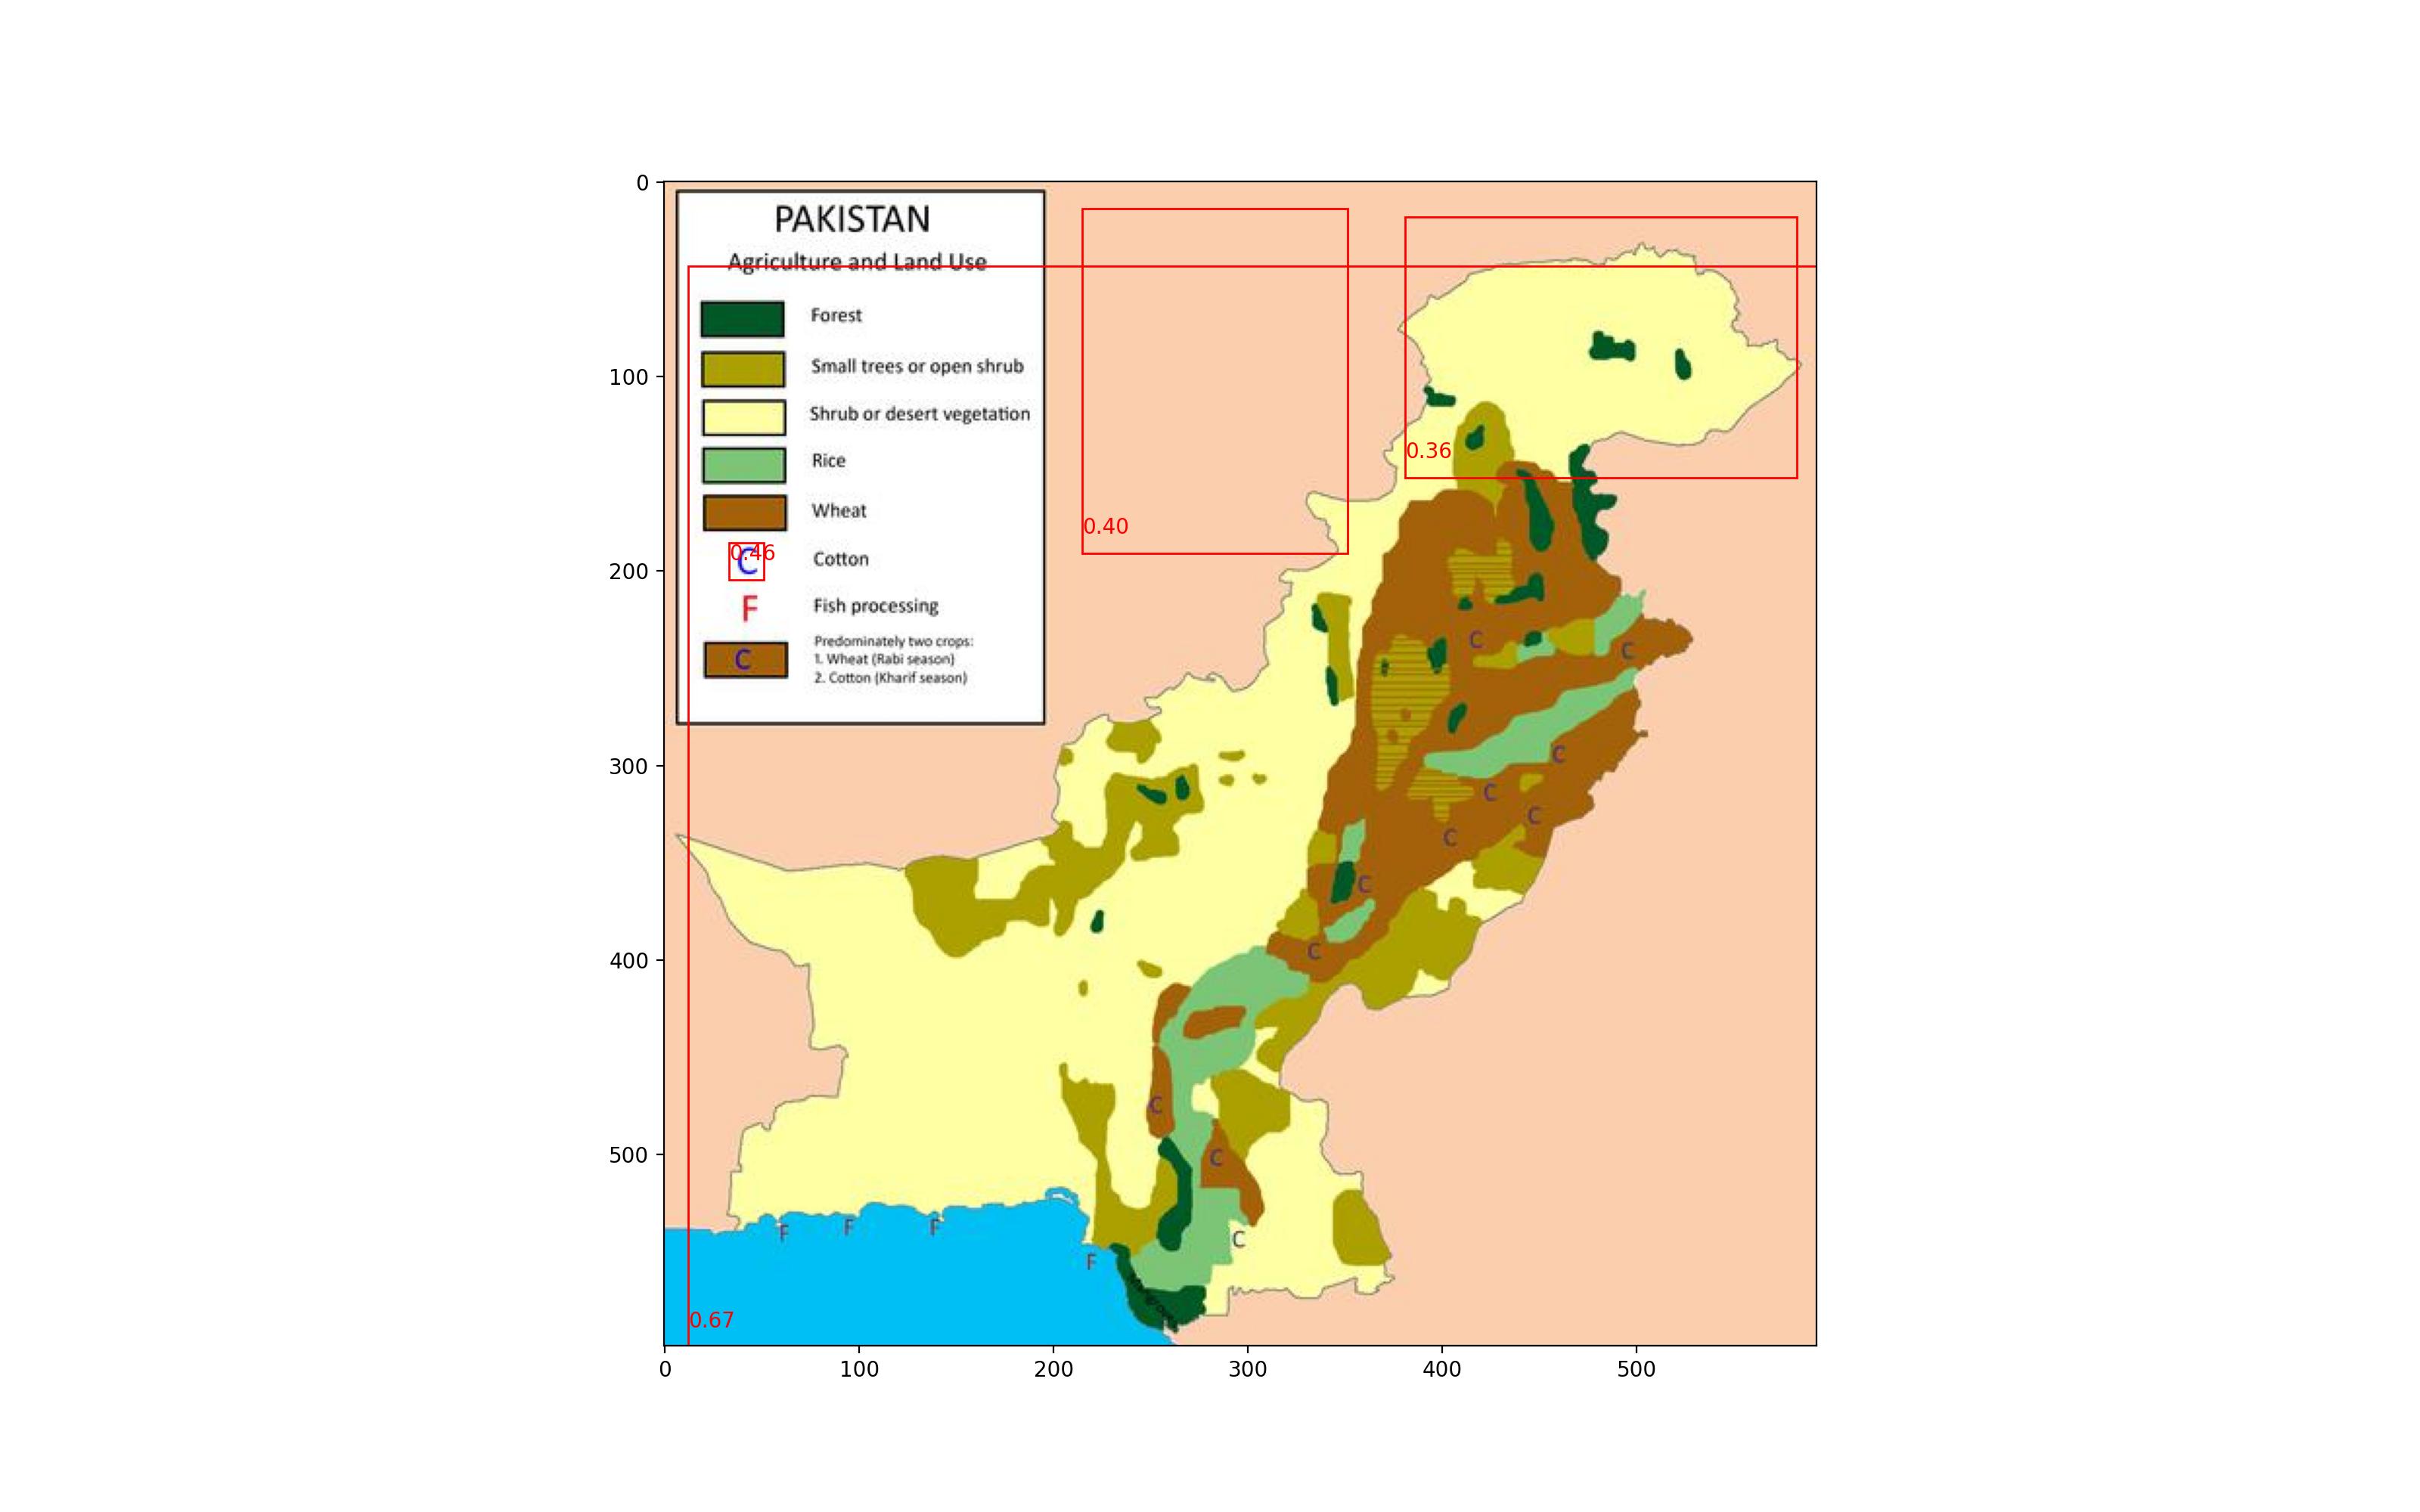 PAKISTAN
Agriculture and Land Use
Forest
Small trees or open shrub
Shrub or desert vegetation
Rice
Wheat
C Cotton
0.46
F Fish processing
C Predominately two crops:
1. Wheat (Rabi season)
2. Cotton (Kharif season)
0.40
0.36
0.67
C
C
C
C
C
C
C
C
C
C
C
F
F
F
F
0
100
200
300
400
500
0 100 200 300 400 500